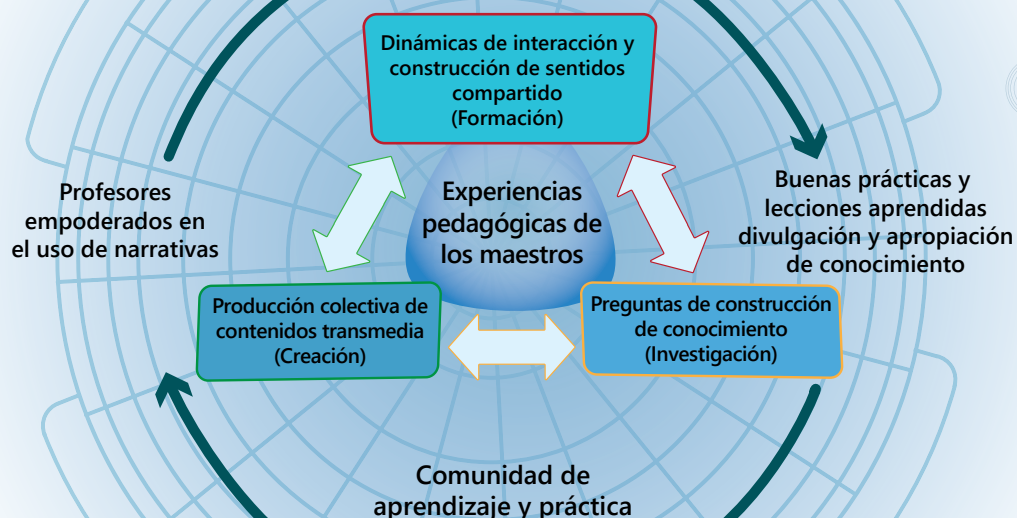 Dinámicas de interacción y
construcción de sentidos
compartido
(Formación)
Profesores
empoderados en
el uso de narrativas
Experiencias
pedagógicas de
los maestros
Buenas prácticas y
lecciones aprendidas
divulgación y apropiación
de conocimiento
Producción colectiva de
contenidos transmedia
(Creación)
Preguntas de construcción
de conocimiento
(Investigación)
Comunidad de
aprendizaje y práctica